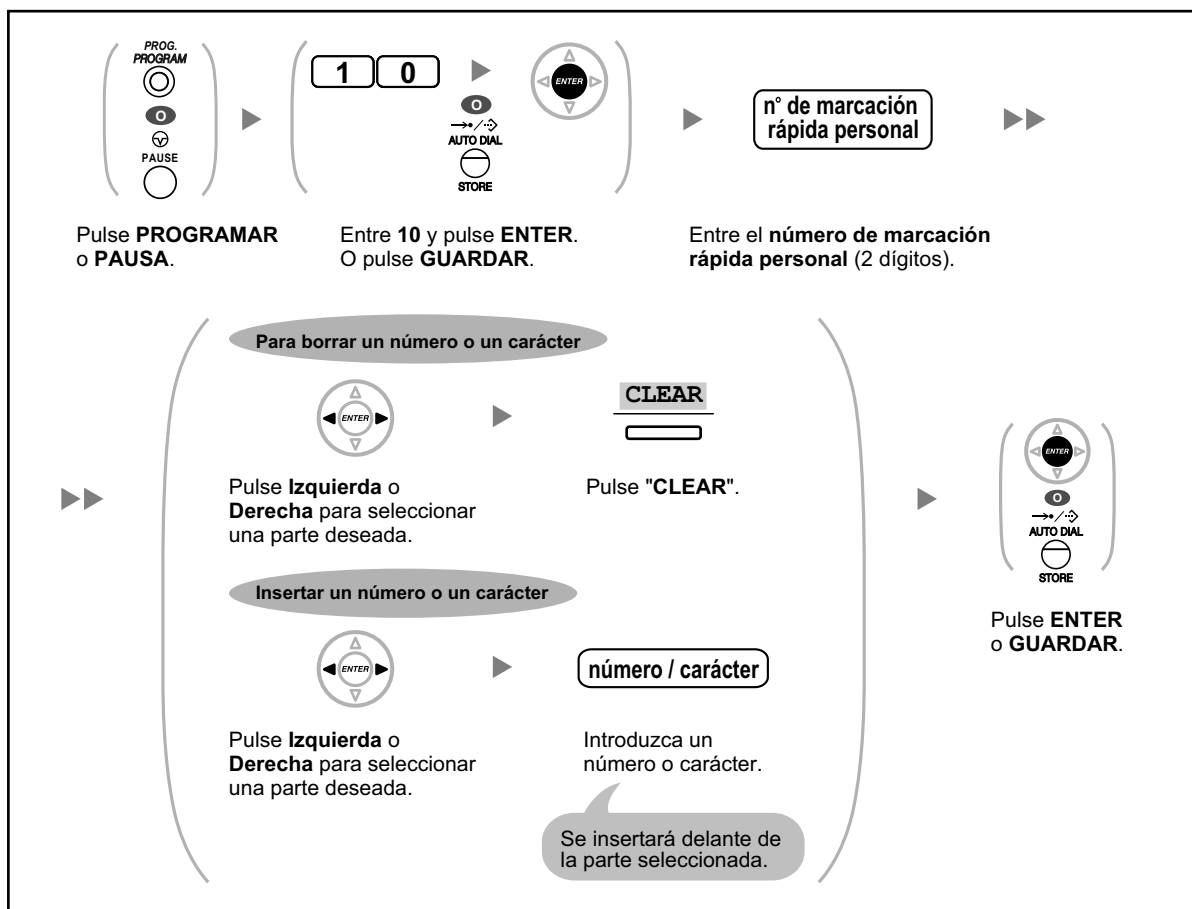 PROG.
PROGRAM
O
PAUSE
1 0
ENTER
O
AUTO DIAL
STORE
n° de marcación
rápida personal
Pulse PROGRAMAR
o PAUSA.
Entre 10 y pulse ENTER.
O pulse GUARDAR.
Entre el número de marcación
rápida personal (2 dígitos).
Para borrar un número o un carácter
ENTER
CLEAR
Pulse Izquierda o
Derecha para seleccionar
una parte deseada.
Pulse "CLEAR".
Insertar un número o un carácter
ENTER
número / carácter
Pulse Izquierda o
Derecha para seleccionar
una parte deseada.
Introduzca un
número o carácter.
Se insertará delante de
la parte seleccionada.
ENTER
O
AUTO DIAL
STORE
Pulse ENTER
o GUARDAR.